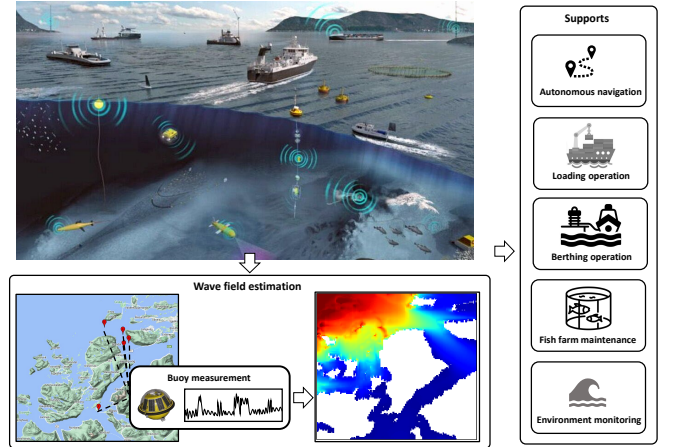 Supports
Autonomous navigation
Loading operation
Berthing operation
Fish farm maintenance
Environment monitoring
Wave field estimation
Buoy measurement